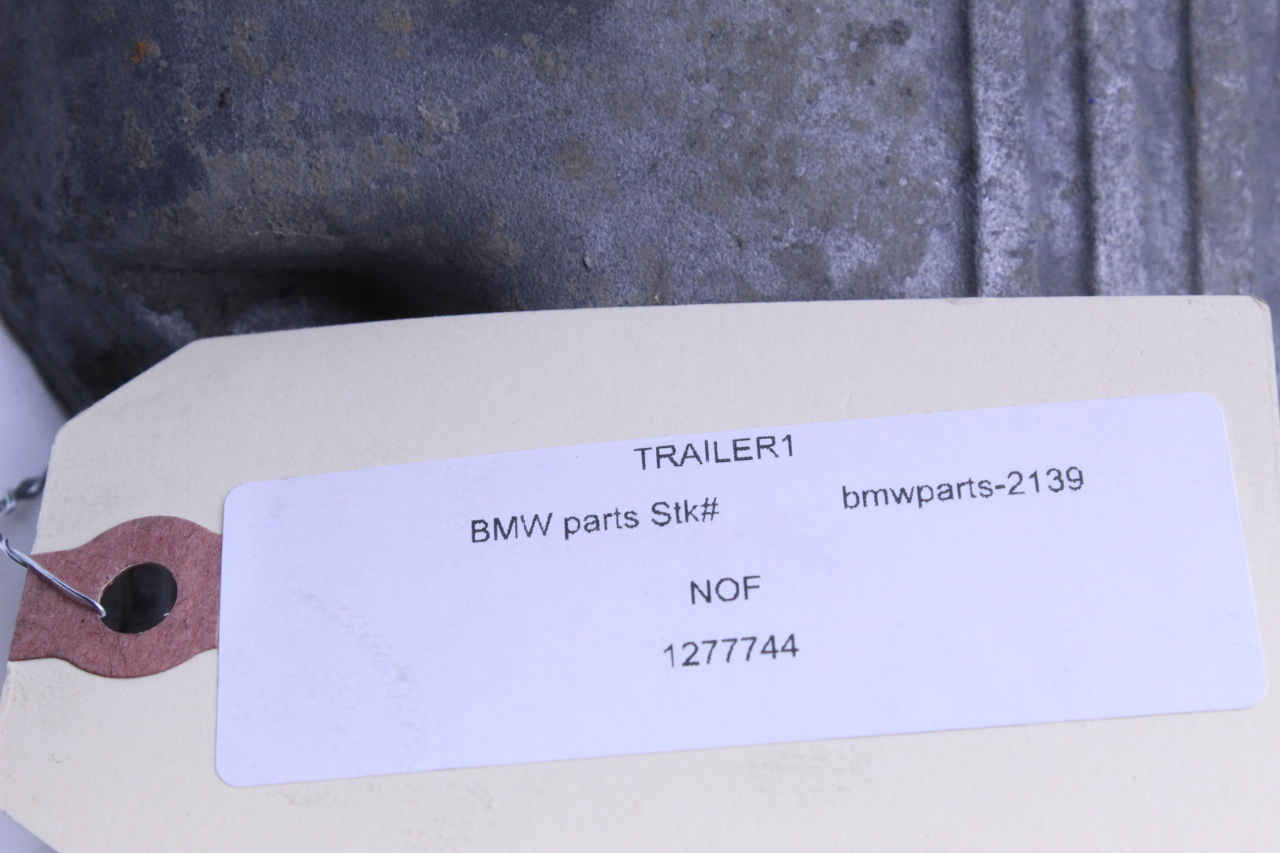 TRAILER1
BMW parts Stk# bmwparts-2139
NOF
1277744